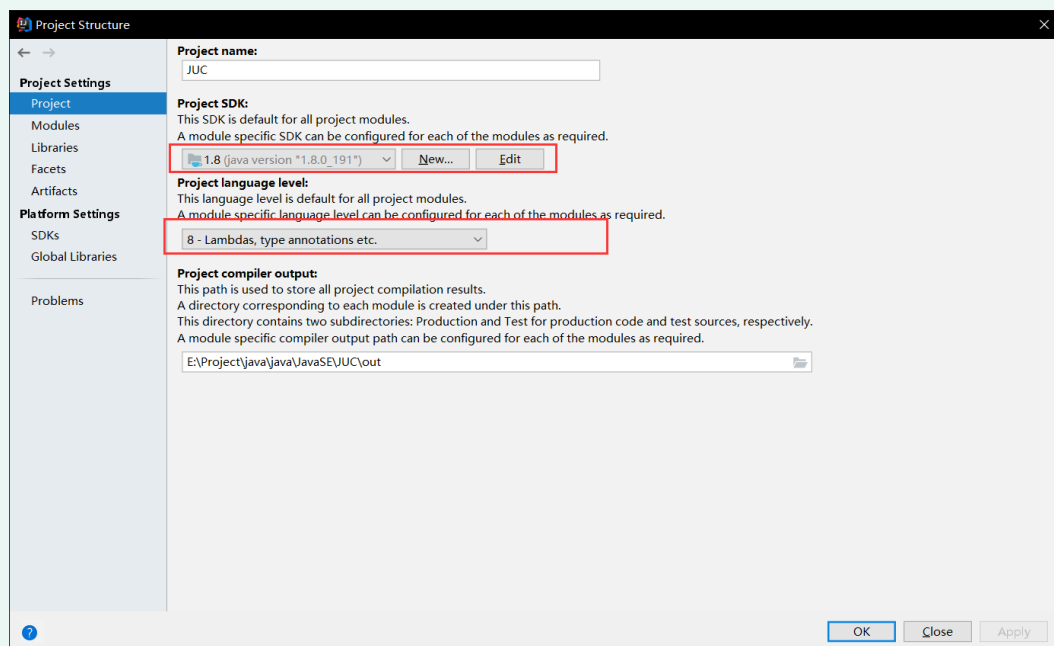 Project Structure
Project name:
JUC
Project Settings
Project
Modules
Libraries
Facets
Artifacts
Platform Settings
SDKs
Global Libraries
Problems
Project SDK:
This SDK is default for all project modules.
A module specific SDK can be configured for each of the modules as required.
1.8 (java version "1.8.0_191") New... Edit
Project language level:
This language level is default for all project modules.
A module specific language level can be configured for each of the modules as required.
8 - Lambdas, type annotations etc.
Project compiler output:
This path is used to store all project compilation results.
A directory corresponding to each module is created under this path.
This directory contains two subdirectories: Production and Test for production code and test sources, respectively.
A module specific compiler output path can be configured for each of the modules as required.
E:\Project\java\java\JavaSE\JUC\out
? OK Close Apply